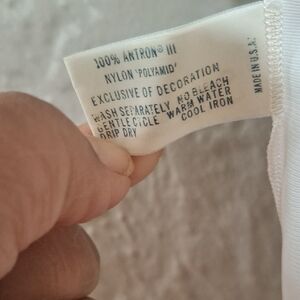 100% ANTRON® III
NYLON "POLYAMID"
EXCLUSIVE OF DECORATION
WASH SEPARATELY NO BLEACH
GENTLE CYCLE WARM WATER
DRIP DRY COOL IRON
MADE IN U.S.A.